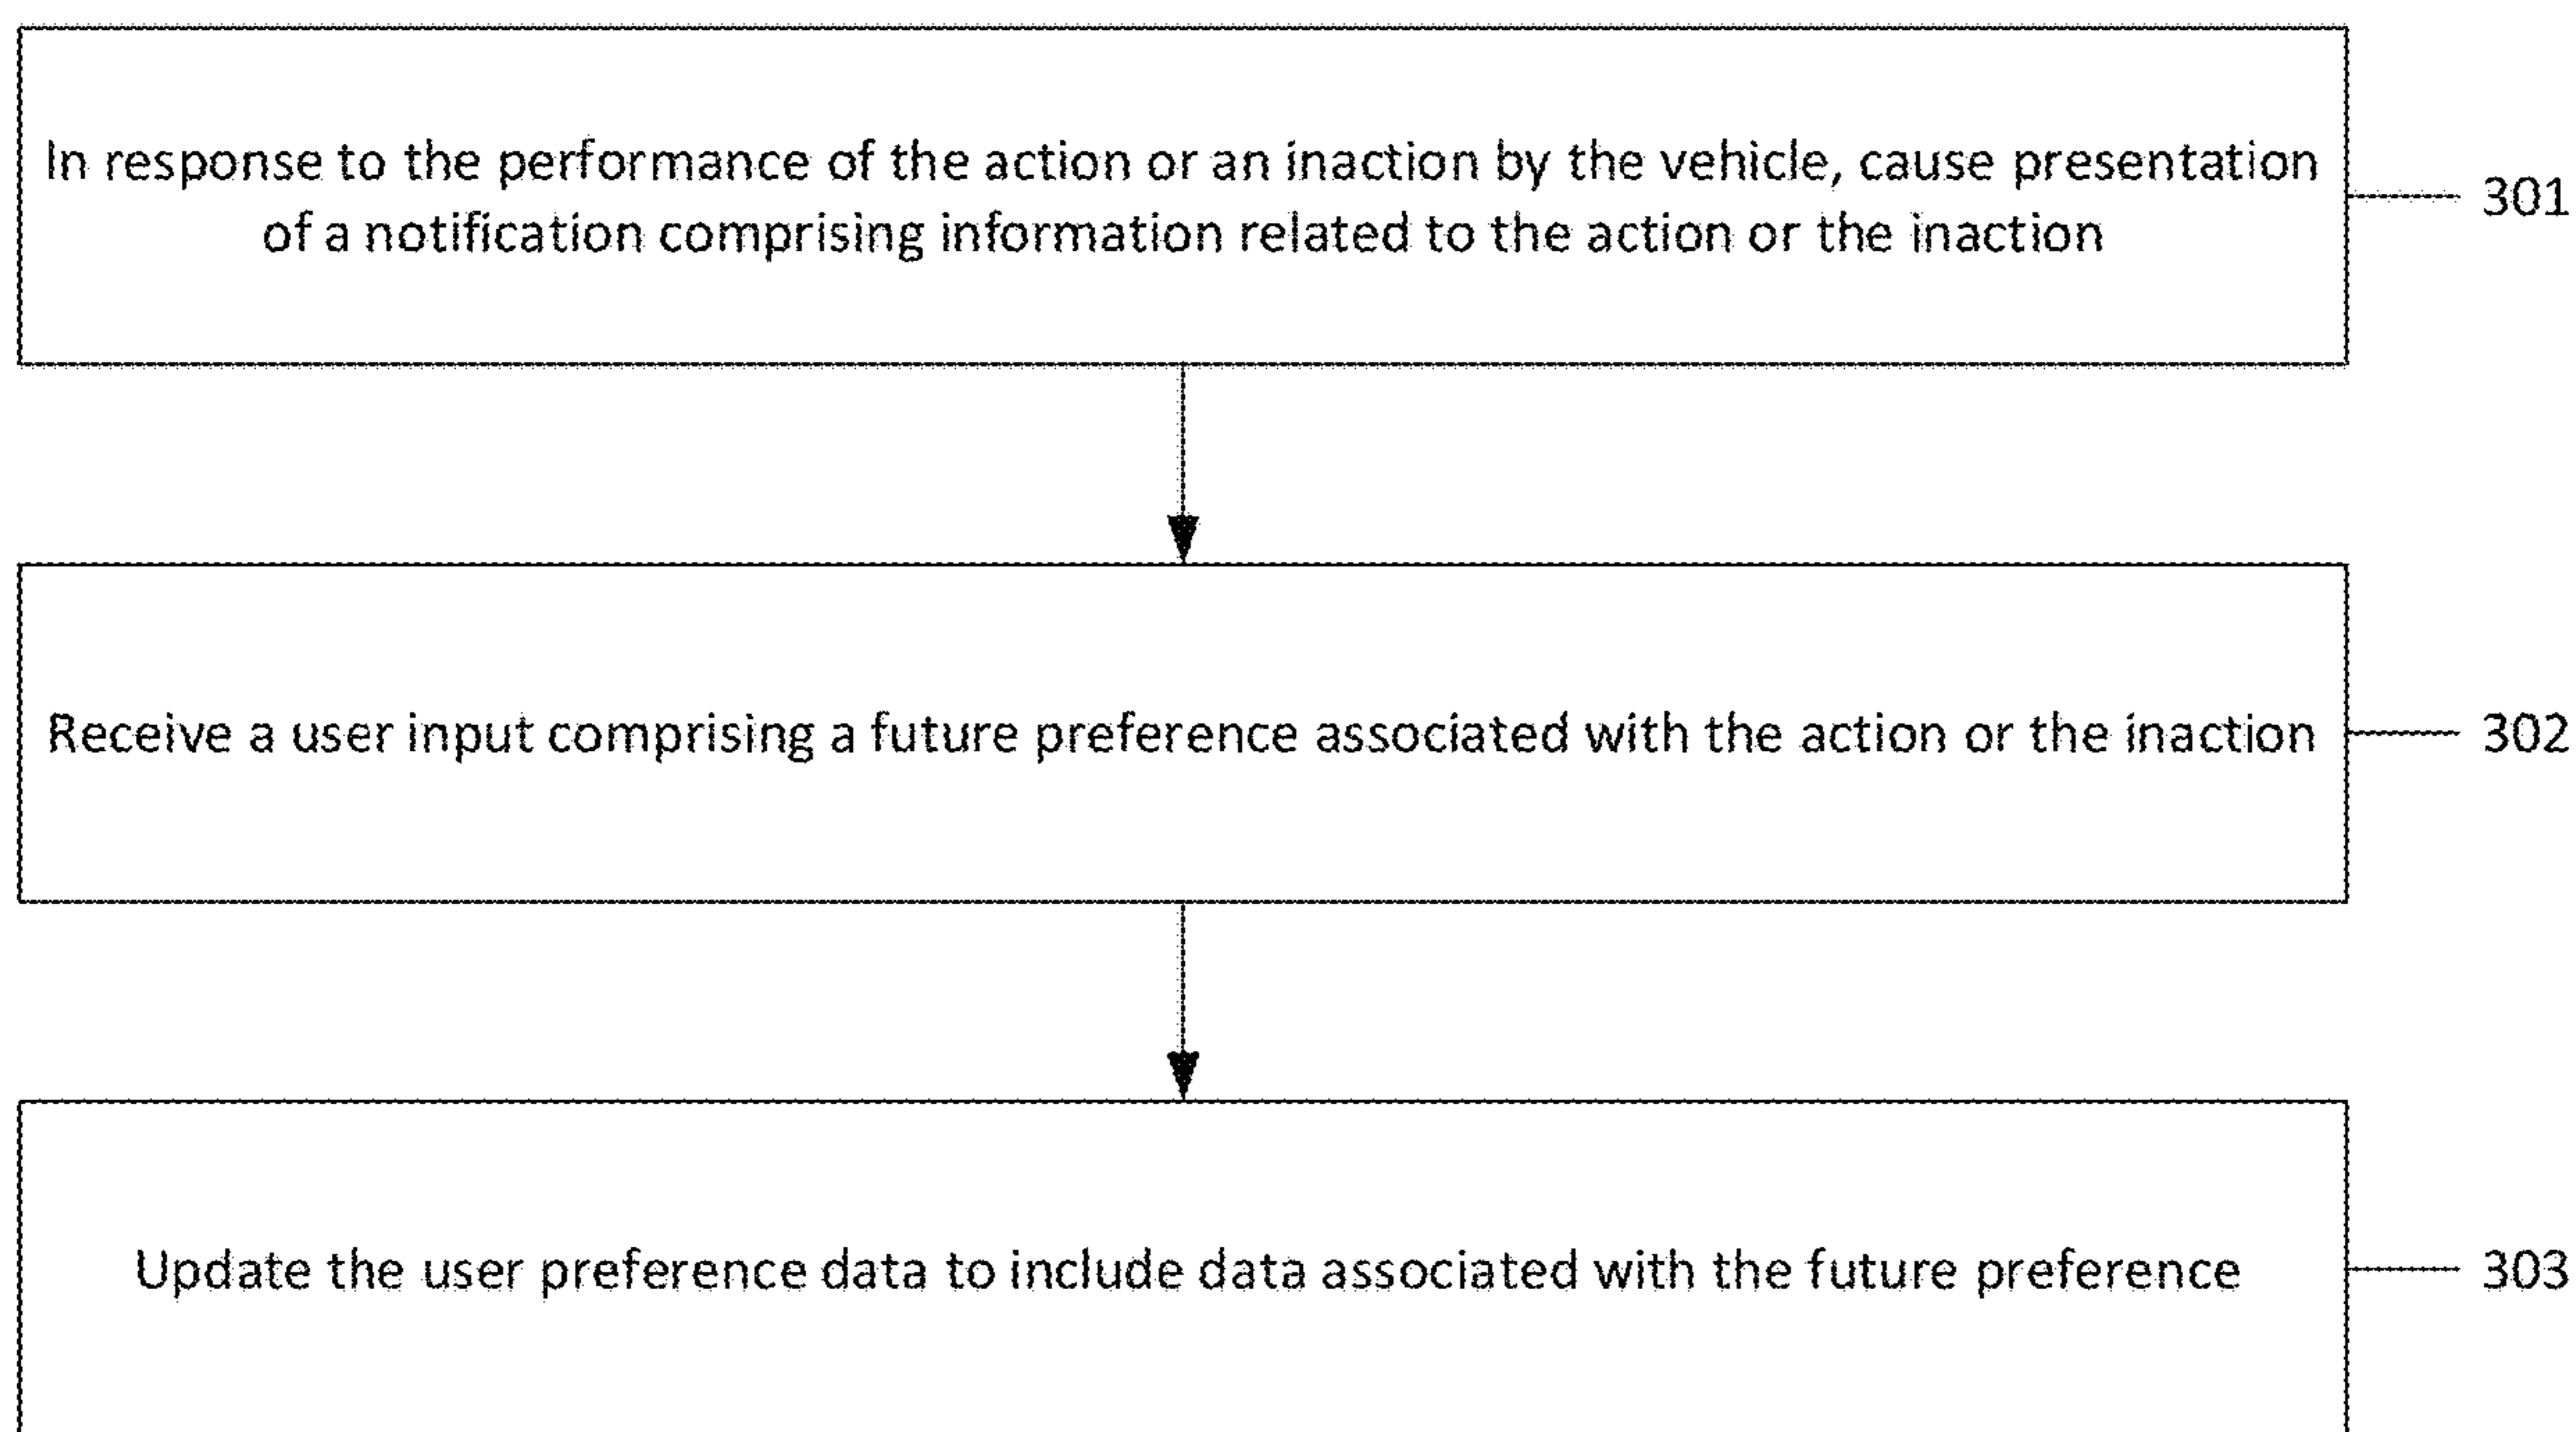 In response to the performance of the action or an inaction by the vehicle, cause presentation
of a notification comprising information related to the action or the inaction
301
Receive a user input comprising a future preference associated with the action or the inaction
302
Update the user preference data to include data associated with the future preference
303